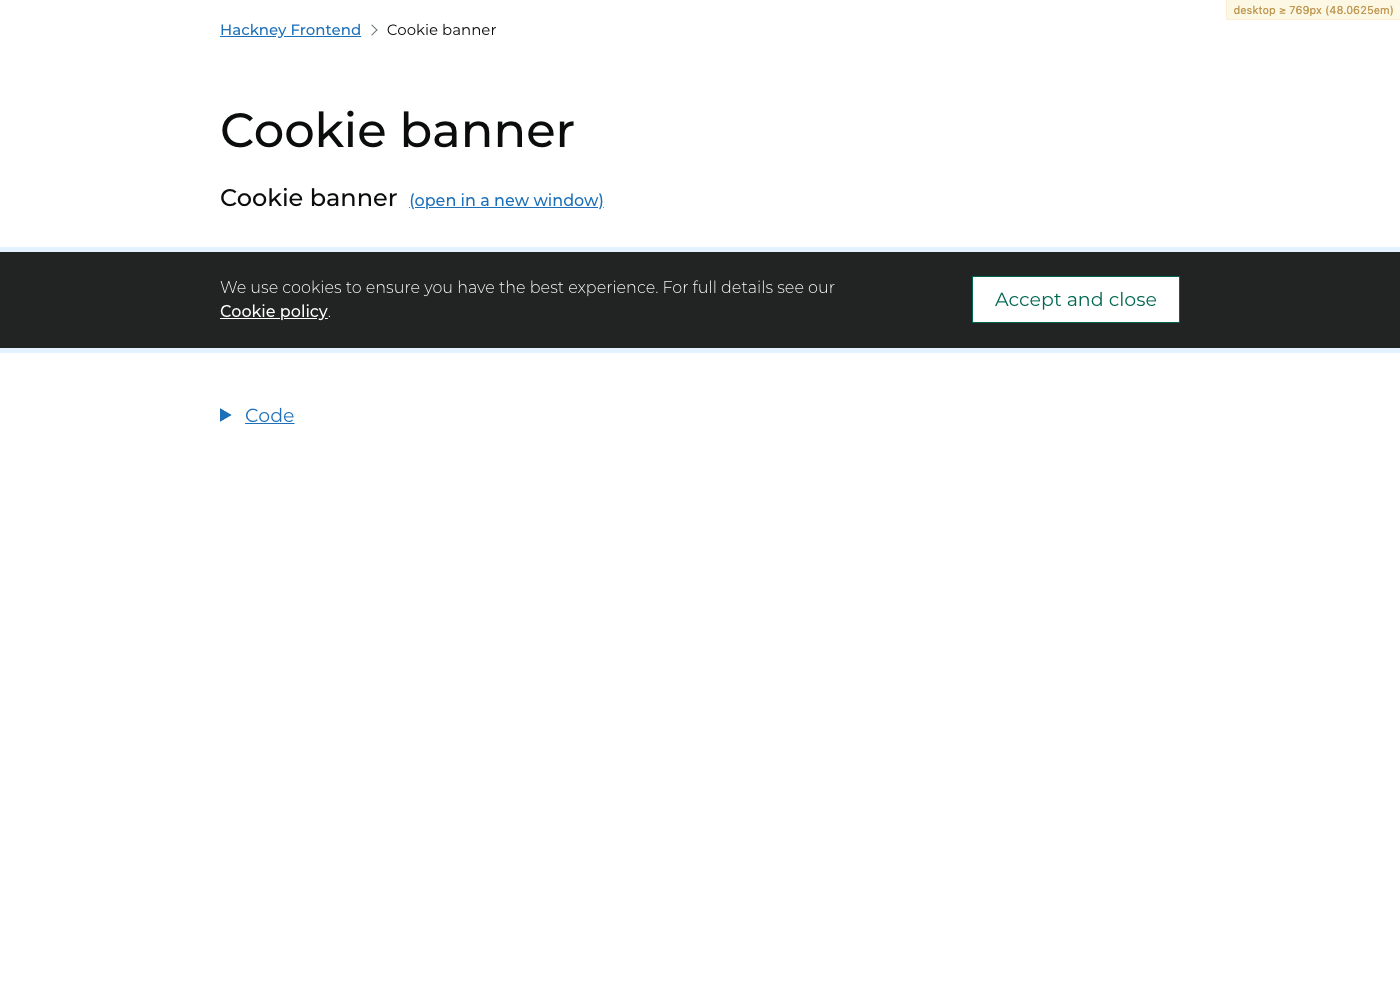 desktop ≥ 769px (48.0625em)
Hackney Frontend
Cookie banner
Cookie banner
Cookie banner (open in a new window)
We use cookies to ensure you have the best experience. For full details see our
Cookie policy.
Accept and close
Code